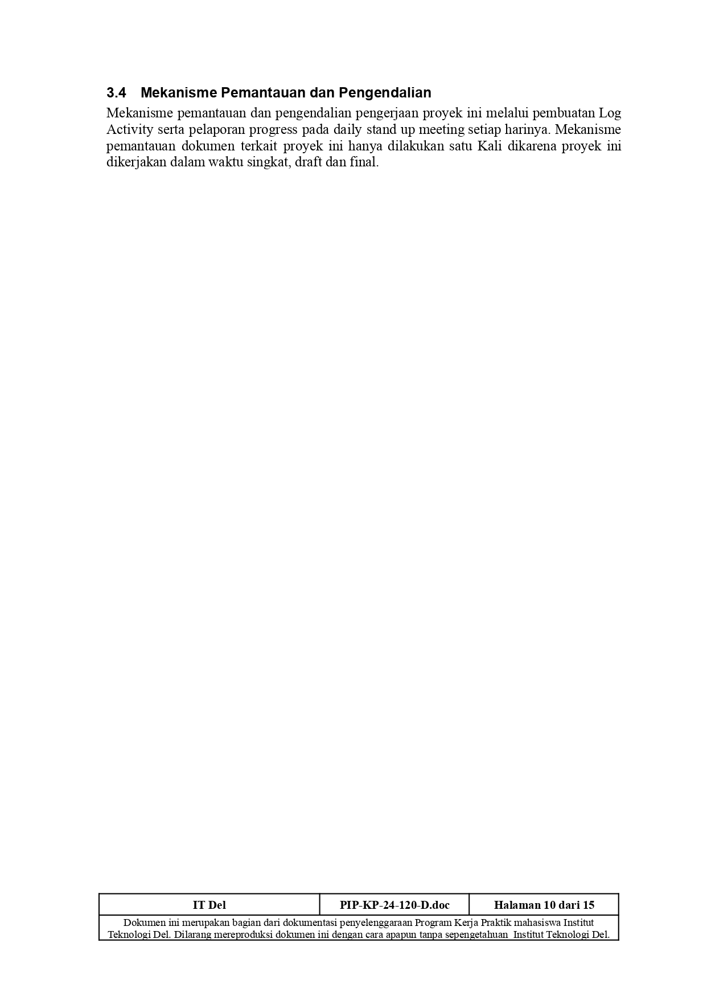 3.4 Mekanisme Pemantauan dan Pengendalian
Mekanisme pemantauan dan pengendalian pengerjaan proyek ini melalui pembuatan Log
Activity serta pelaporan progress pada daily stand up meeting setiap harinya. Mekanisme
pemantauan dokumen terkait proyek ini hanya dilakukan satu Kali dikarena proyek ini
dikerjakan dalam waktu singkat, draft dan final.
IT Del PIP-KP-24-120-D.doc Halaman 10 dari 15
Dokumen ini merupakan bagian dari dokumentasi penyelenggaraan Program Kerja Praktik mahasiswa Institut
Teknologi Del. Dilarang mereproduksi dokumen ini dengan cara apapun tanpa sepengetahuan Institut Teknologi Del.